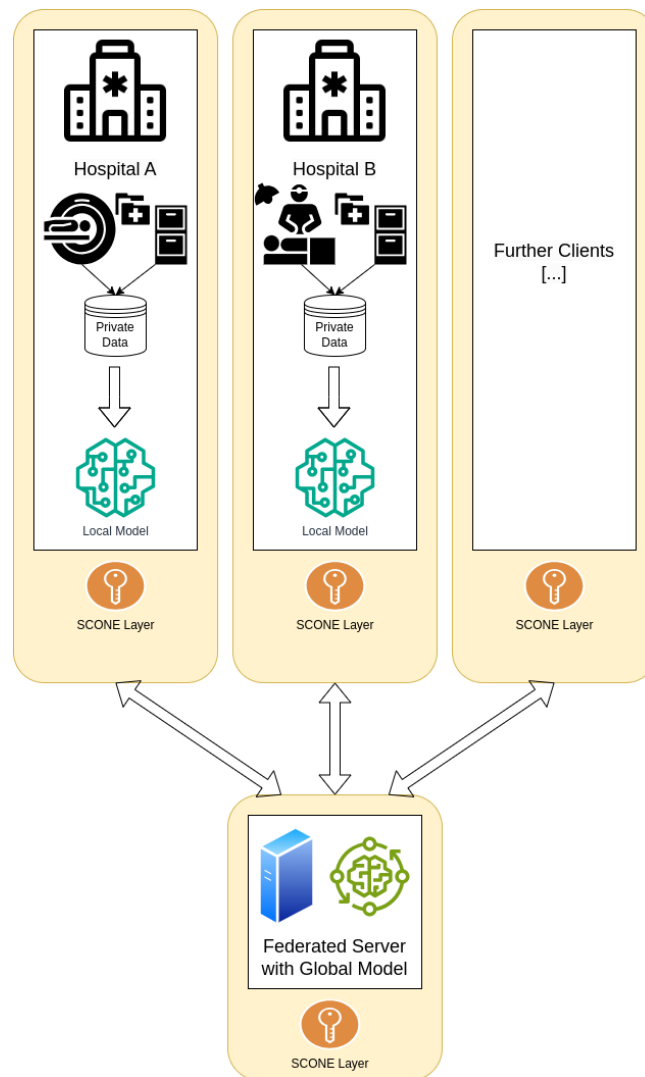 Hospital A
Private
Data
Local Model
SCONE Layer
Hospital B
Private
Data
Local Model
SCONE Layer
Further Clients
[...]
SCONE Layer
Federated Server
with Global Model
SCONE Layer